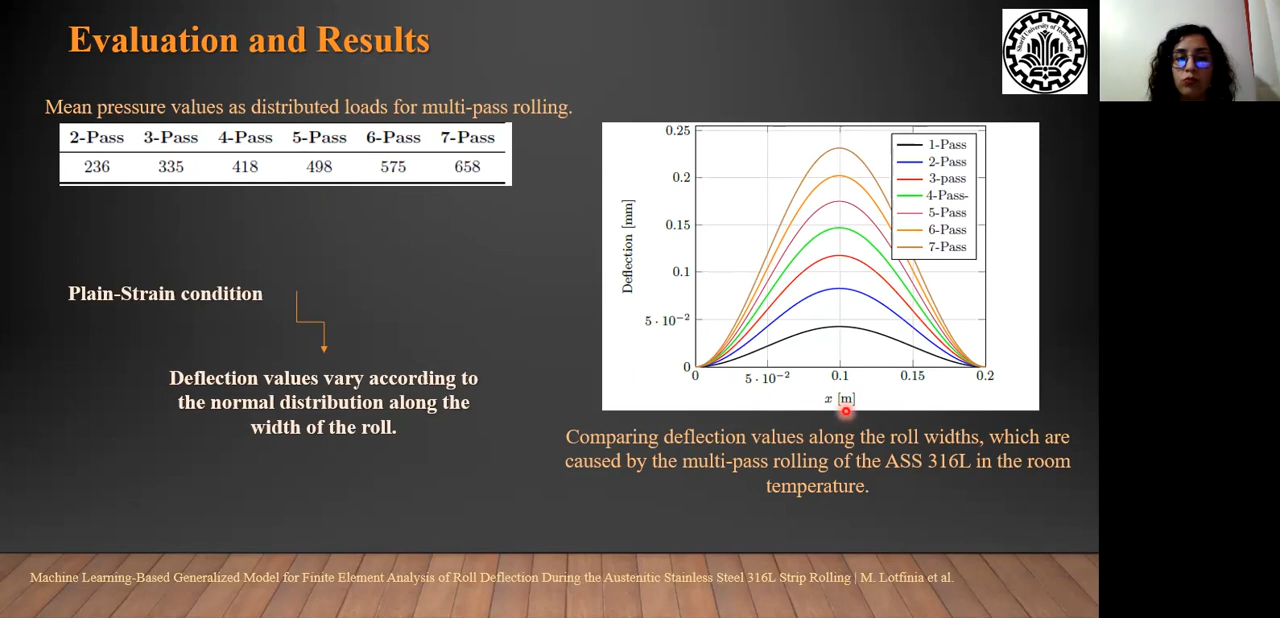 Evaluation and Results
Sharif University of Technology
Mean pressure values as distributed loads for multi-pass rolling.
2-Pass 3-Pass 4-Pass 5-Pass 6-Pass 7-Pass
236 335 418 498 575 658
Plain-Strain condition
Deflection values vary according to
the normal distribution along the
width of the roll.
Deflection [mm]
0.25
0.2
0.15
0.1
5 · 10⁻²
0
0 5 · 10⁻² 0.1 0.15 0.2
x [m]
1-Pass
2-Pass
3-pass
4-Pass-
5-Pass
6-Pass
7-Pass
Comparing deflection values along the roll widths, which are
caused by the multi-pass rolling of the ASS 316L in the room
temperature.
Machine Learning-Based Generalized Model for Finite Element Analysis of Roll Deflection During the Austenitic Stainless Steel 316L Strip Rolling | M. Lotfinia et al.